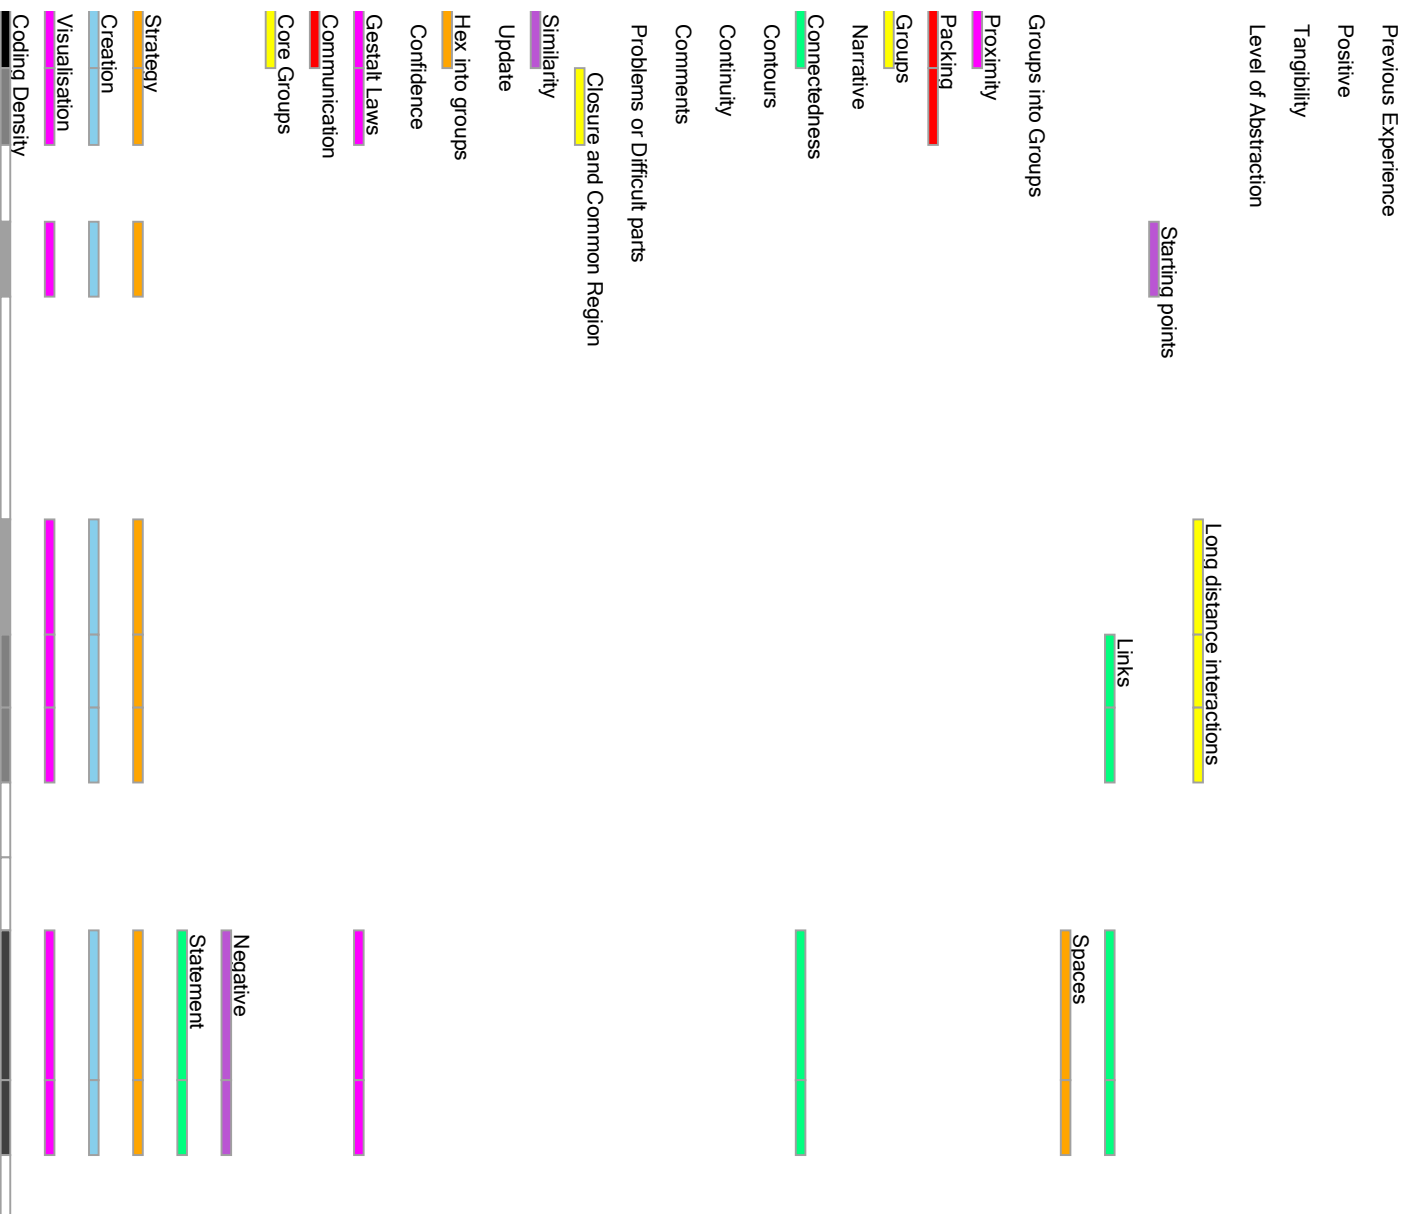 Coding Density
Visualisation
Creation
Strategy
Statement
Negative
Core Groups
Communication
Gestalt Laws
Confidence
Hex into groups
Update
Similarity
Closure and Common Region
Problems or Difficult parts
Comments
Continuity
Contours
Connectedness
Narrative
Groups
Packing
Proximity
Groups into Groups
Spaces
Links
Starting points
Long distance interactions
Level of Abstraction
Tangibility
Positive
Previous Experience